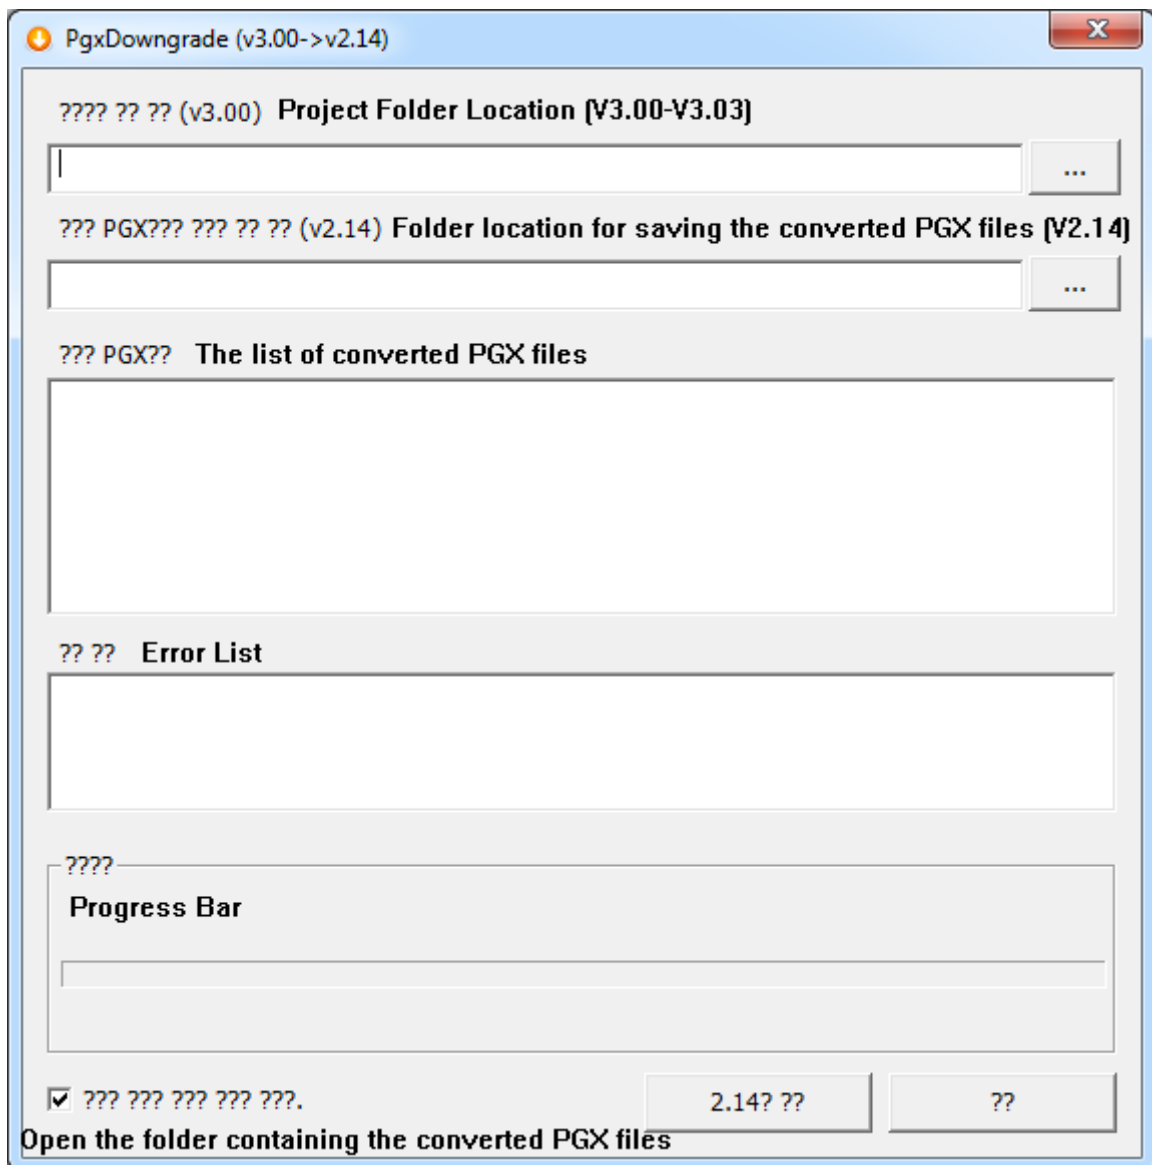 PgxDowngrade (v3.00->v2.14)
???? ?? ?? (v3.00) Project Folder Location (V3.00-V3.03)
...
??? PGX??? ??? ?? ?? (v2.14) Folder location for saving the converted PGX files (V2.14)
...
??? PGX?? The list of converted PGX files
?? ?? Error List
????
Progress Bar
??? ??? ??? ??? ???. 2.14? ?? ??
Open the folder containing the converted PGX files